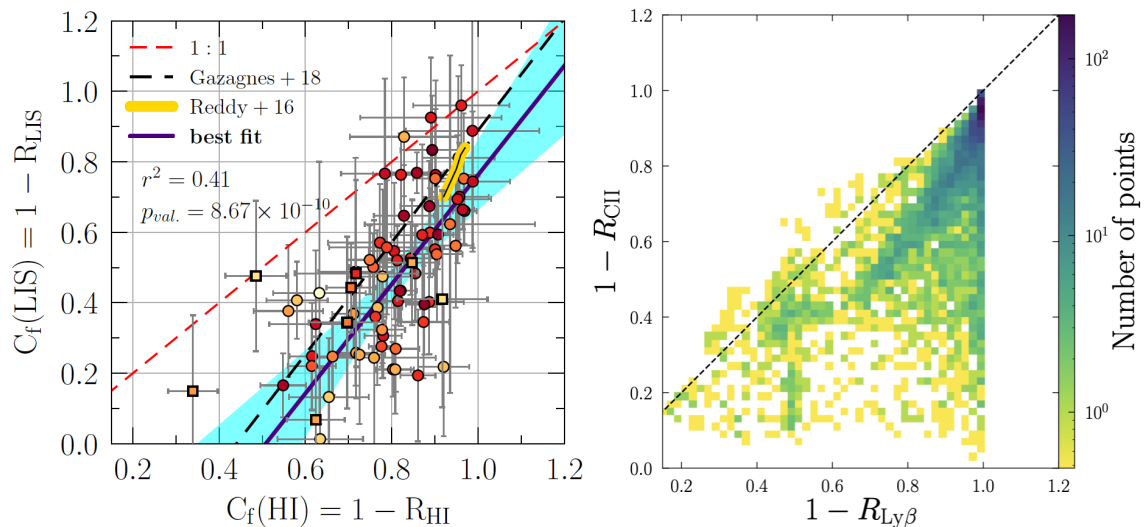 1.2
1.0
0.8
0.6
0.4
0.2
0.0
C_f(LIS) = 1 − R_LIS
1 : 1
Gazagnes + 18
Reddy + 16
best fit
r² = 0.41
p_val. = 8.67 × 10⁻¹⁰
0.2 0.4 0.6 0.8 1.0 1.2
C_f(HI) = 1 − R_HI
1.2
1.0
0.8
0.6
0.4
0.2
0.0
1 − R_CII
0.2 0.4 0.6 0.8 1.0 1.2
1 − R_Lyβ
10²
10¹
10⁰
Number of points